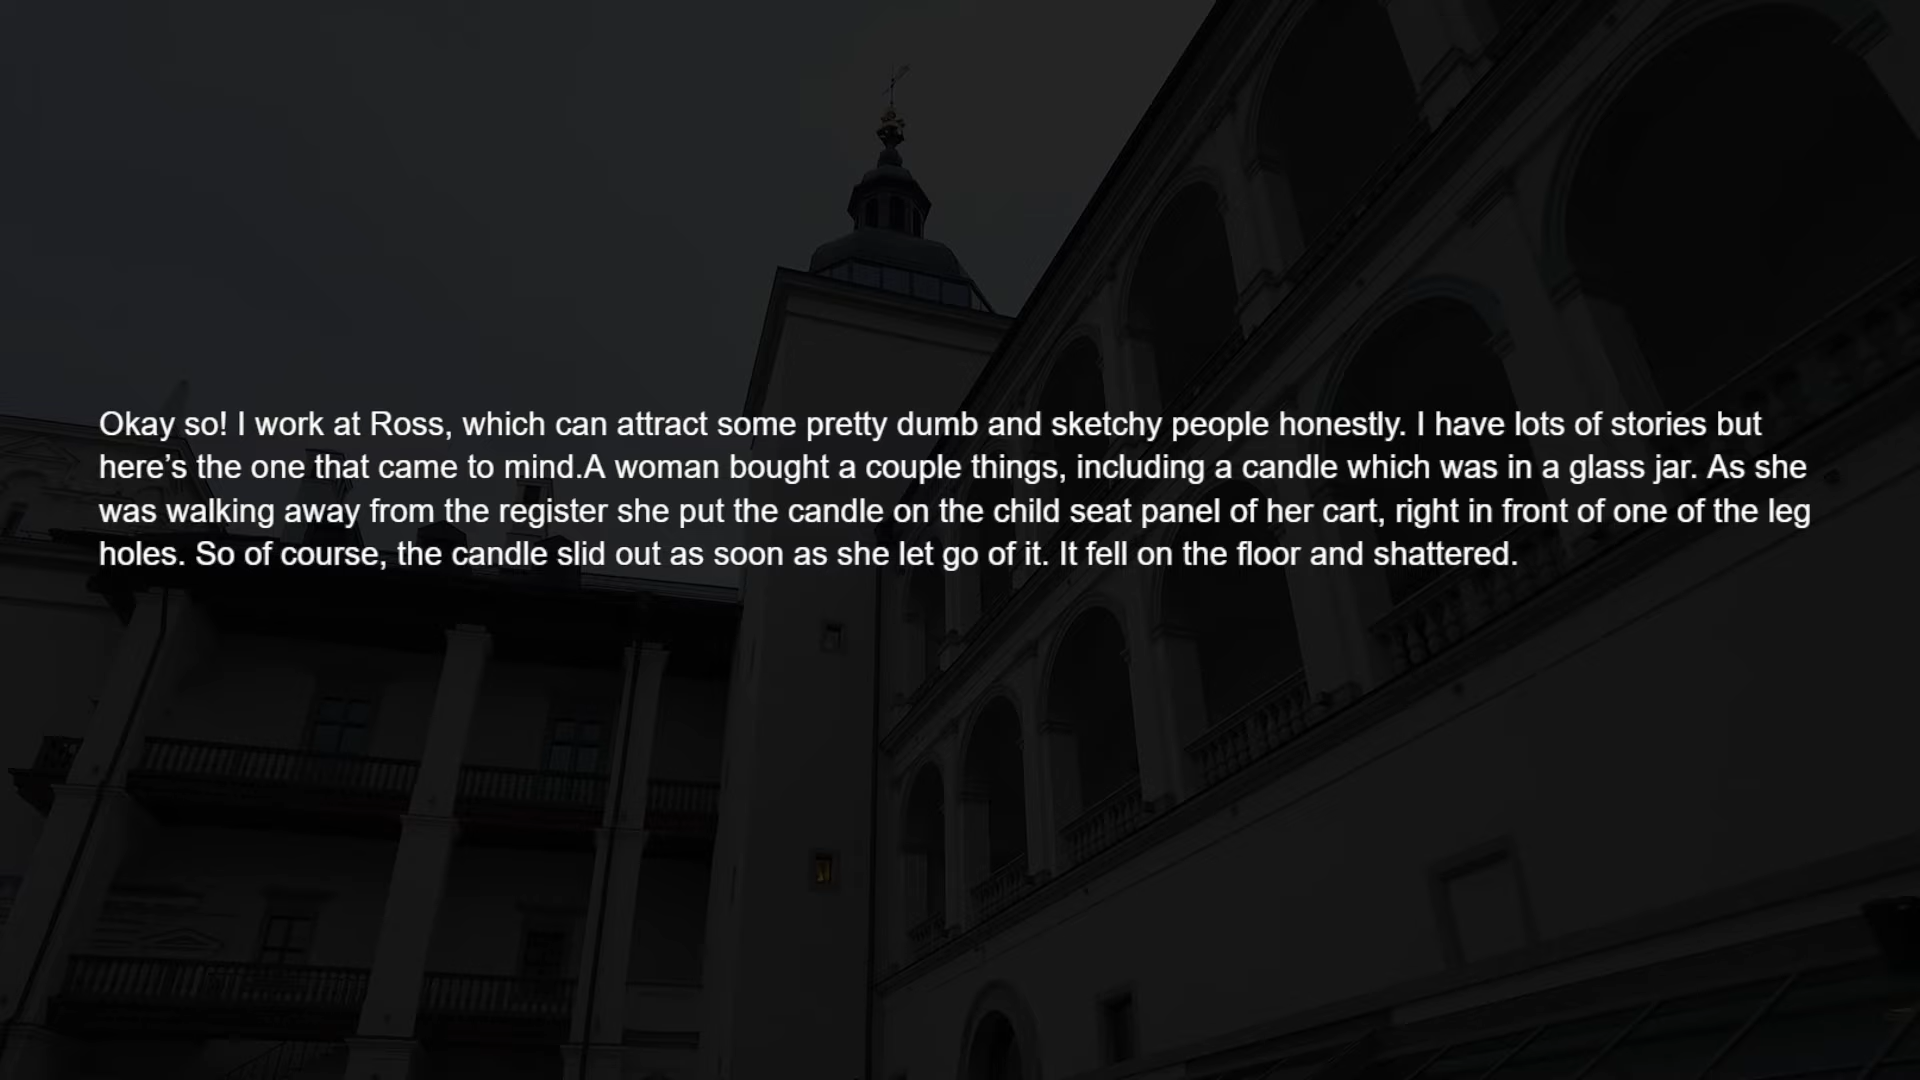 Okay so! I work at Ross, which can attract some pretty dumb and sketchy people honestly. I have lots of stories but
here’s the one that came to mind.A woman bought a couple things, including a candle which was in a glass jar. As she
was walking away from the register she put the candle on the child seat panel of her cart, right in front of one of the leg
holes. So of course, the candle slid out as soon as she let go of it. It fell on the floor and shattered.